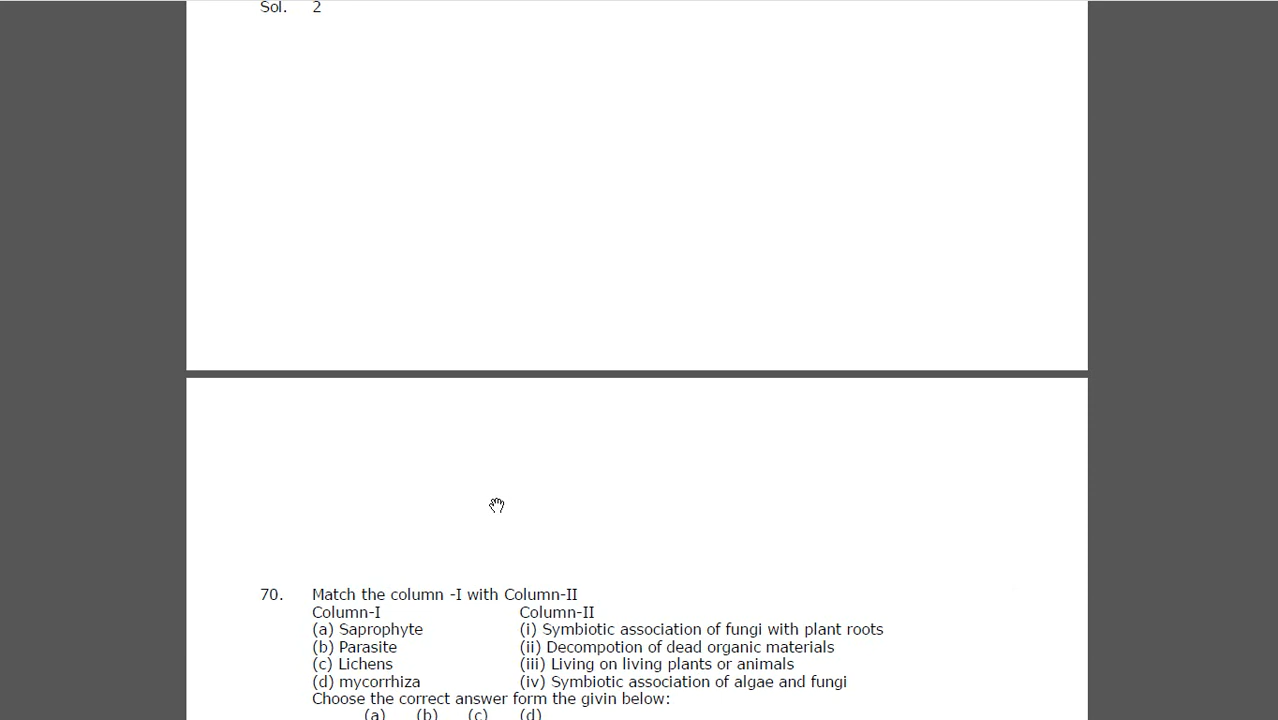 Sol. 2
70. Match the column -I with Column-II
Column-I Column-II
(a) Saprophyte (i) Symbiotic association of fungi with plant roots
(b) Parasite (ii) Decompotion of dead organic materials
(c) Lichens (iii) Living on living plants or animals
(d) mycorrhiza (iv) Symbiotic association of algae and fungi
Choose the correct answer form the givin below:
(a) (b) (c) (d)